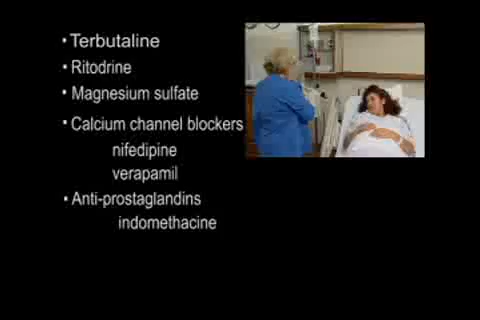 • Terbutaline
• Ritodrine
• Magnesium sulfate
• Calcium channel blockers
nifedipine
verapamil
• Anti-prostaglandins
indomethacine